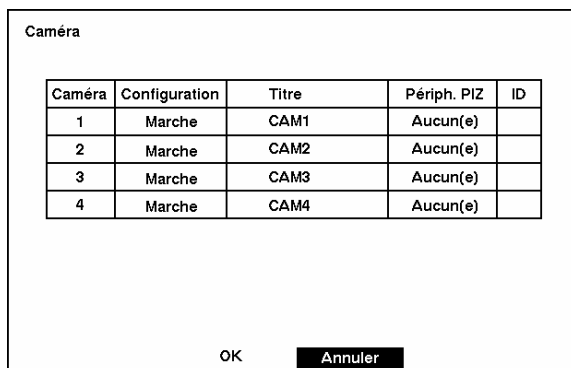 Caméra
Caméra Configuration Titre Périph. PIZ ID
1 Marche CAM1 Aucun(e)
2 Marche CAM2 Aucun(e)
3 Marche CAM3 Aucun(e)
4 Marche CAM4 Aucun(e)
OK Annuler